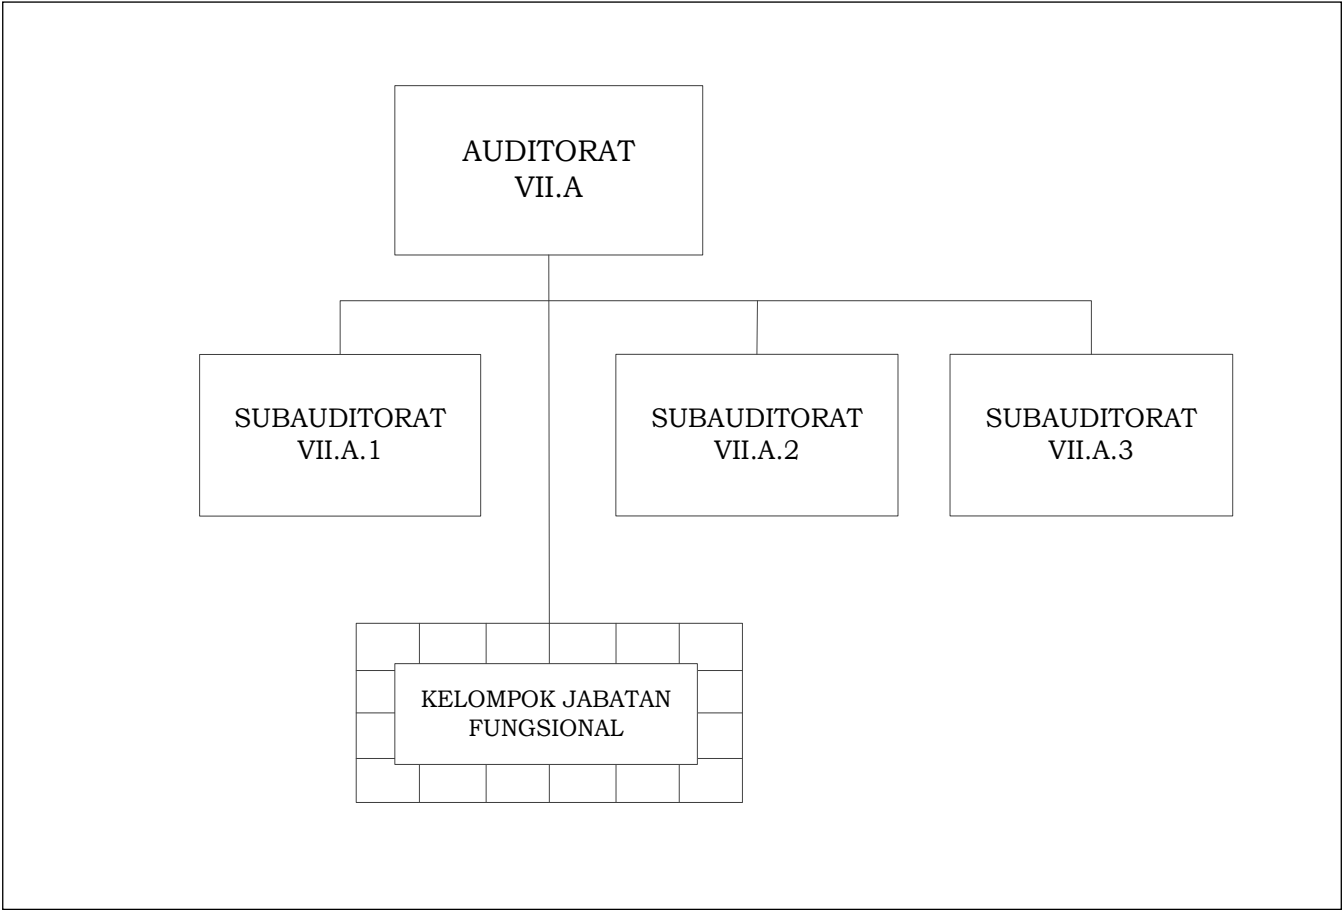 AUDITORAT
VII.A
SUBAUDITORAT
VII.A.1
SUBAUDITORAT
VII.A.2
SUBAUDITORAT
VII.A.3
KELOMPOK JABATAN
FUNGSIONAL